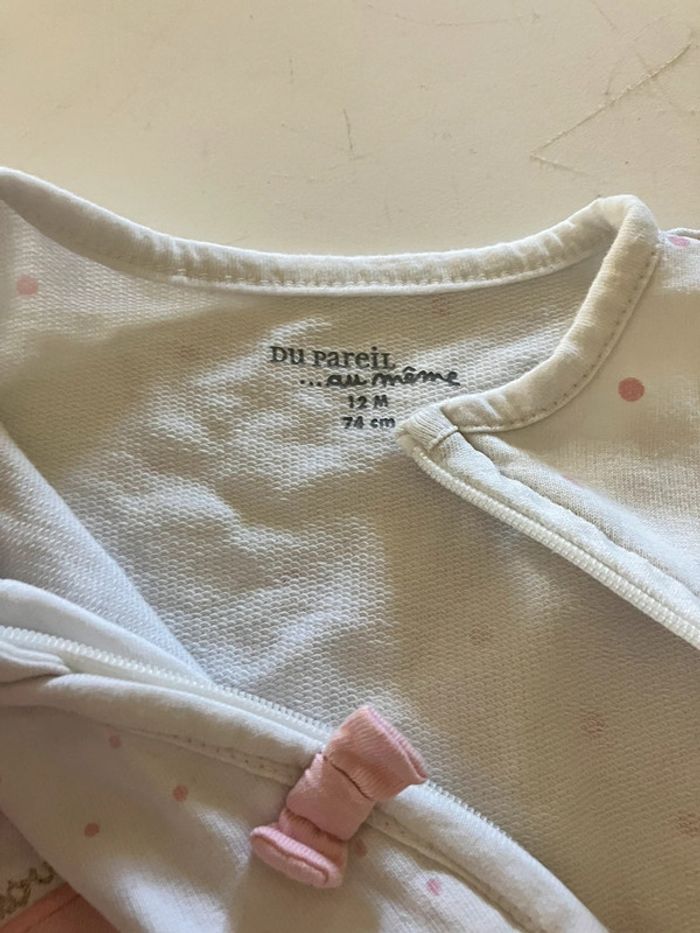 DU PAREIL
...au même
12 M
74 cm